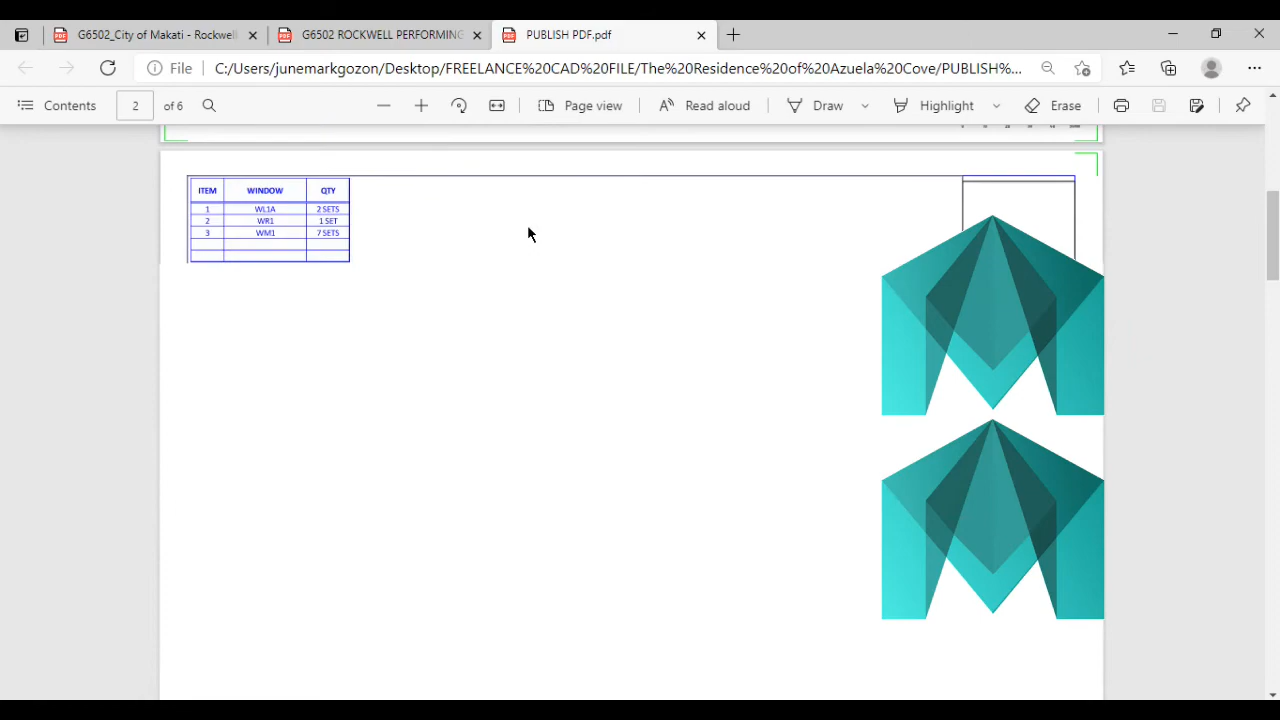 G6502_City of Makati - Rockwel
G6502 ROCKWELL PERFORMING
PUBLISH PDF.pdf
File
C:/Users/junemarkgozon/Desktop/FREELANCE%20CAD%20FILE/The%20Residence%20of%20Azuela%20Cove/PUBLISH%...
Contents
2
of 6
Page view
Read aloud
Draw
Highlight
Erase
ITEM WINDOW QTY
1 WL1A 2 SETS
2 WR1 1 SET
3 WM1 7 SETS